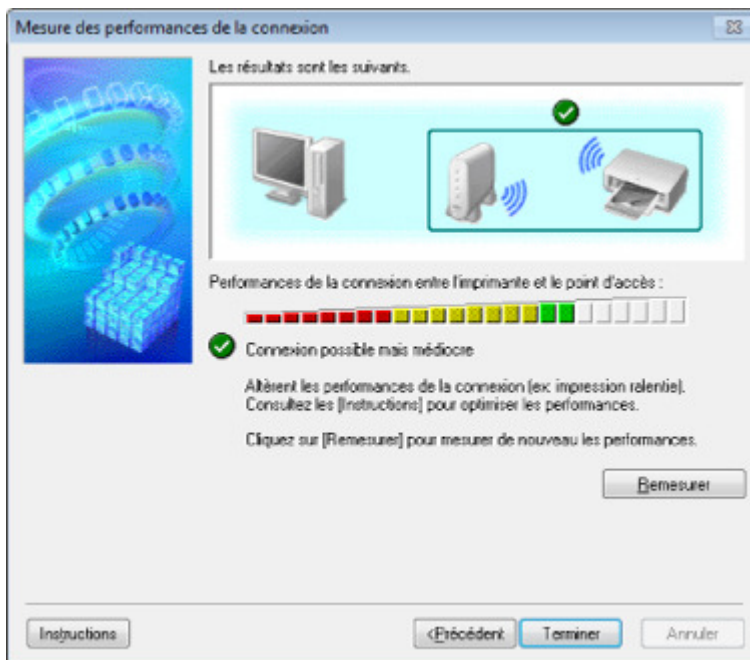 Mesure des performances de la connexion
Les résultats sont les suivants.
Performances de la connexion entre l'imprimante et le point d'accès :
Connexion possible mais médiocre
Altèrent les performances de la connexion (ex: impression ralentie).
Consultez les [Instructions] pour optimiser les performances.
Cliquez sur [Remesurer] pour mesurer de nouveau les performances.
Remesurer
Instructions
<Précédent
Terminer
Annuler